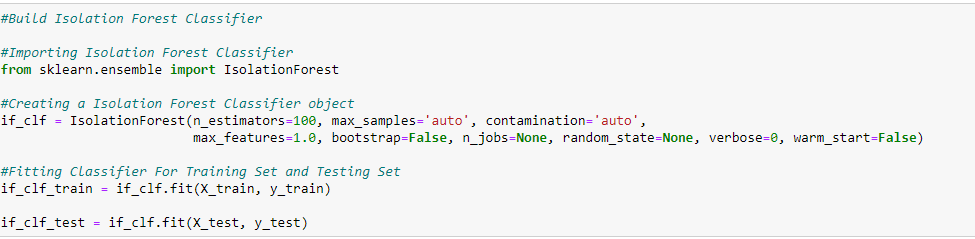 #Build Isolation Forest Classifier
#Importing Isolation Forest Classifier
from sklearn.ensemble import IsolationForest
#Creating a Isolation Forest Classifier object
if_clf = IsolationForest(n_estimators=100, max_samples='auto', contamination='auto',
max_features=1.0, bootstrap=False, n_jobs=None, random_state=None, verbose=0, warm_start=False)
#Fitting Classifier For Training Set and Testing Set
if_clf_train = if_clf.fit(X_train, y_train)
if_clf_test = if_clf.fit(X_test, y_test)